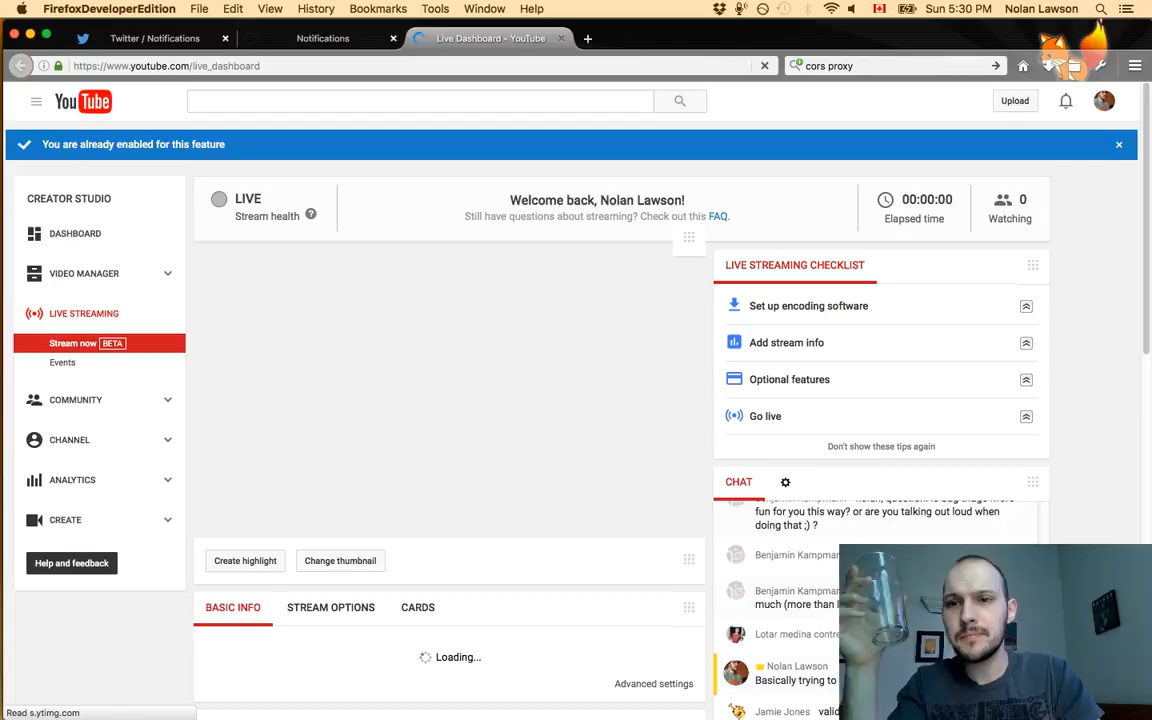 FirefoxDeveloperEdition File Edit View History Bookmarks Tools Window Help Sun 5:30 PM Nolan Lawson
Twitter / Notifications × Notifications × Live Dashboard - YouTube × +
https://www.youtube.com/live_dashboard cors proxy
YouTube Upload
You are already enabled for this feature ×
CREATOR STUDIO
DASHBOARD
VIDEO MANAGER
LIVE STREAMING
Stream now BETA
Events
COMMUNITY
CHANNEL
ANALYTICS
CREATE
Help and feedback
LIVE
Stream health ?
Welcome back, Nolan Lawson!
Still have questions about streaming? Check out this FAQ.
00:00:00
Elapsed time
0
Watching
Create highlight Change thumbnail
BASIC INFO STREAM OPTIONS CARDS
Loading...
Advanced settings
LIVE STREAMING CHECKLIST
Set up encoding software
Add stream info
Optional features
Go live
Don't show these tips again
CHAT
fun for you this way? or are you talking out loud when
doing that ;) ?
Benjamin Kampman
Benjamin Kampman
much (more than
Lotar medina contre
Nolan Lawson
Basically trying to
Jamie Jones valid
Read s.ytimg.com